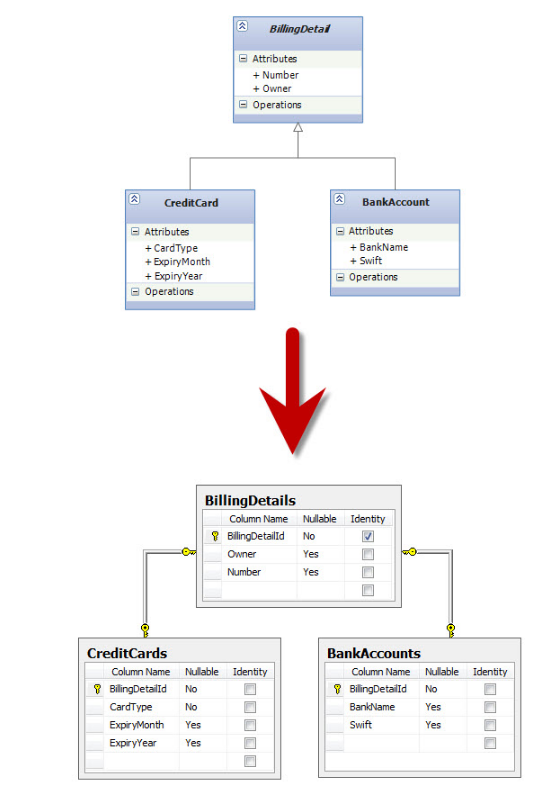 BillingDetail
Attributes
+ Number
+ Owner
Operations
CreditCard
Attributes
+ CardType
+ ExpiryMonth
+ ExpiryYear
Operations
BankAccount
Attributes
+ BankName
+ Swift
Operations
BillingDetails
Column Name Nullable Identity
BillingDetailId No
Owner Yes
Number Yes
CreditCards
Column Name Nullable Identity
BillingDetailId No
CardType No
ExpiryMonth Yes
ExpiryYear Yes
BankAccounts
Column Name Nullable Identity
BillingDetailId No
BankName Yes
Swift Yes